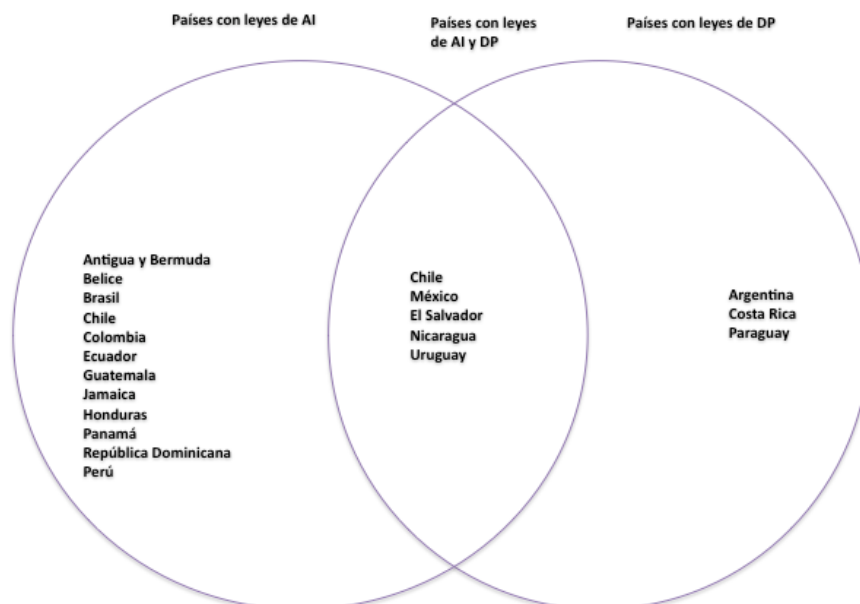 Países con leyes de AI
Países con leyes
de AI y DP
Países con leyes de DP
Antigua y Bermuda
Belice
Brasil
Chile
Colombia
Ecuador
Guatemala
Jamaica
Honduras
Panamá
República Dominicana
Perú
Chile
México
El Salvador
Nicaragua
Uruguay
Argentina
Costa Rica
Paraguay